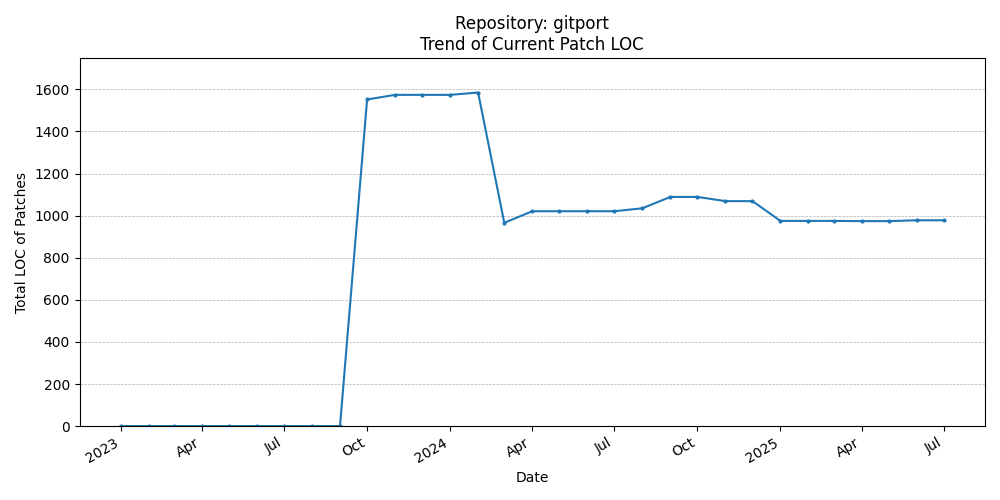 Repository: gitport
Trend of Current Patch LOC
Total LOC of Patches
1600
1400
1200
1000
800
600
400
200
0
2023
Apr
Jul
Oct
2024
Apr
Jul
Oct
2025
Apr
Jul
Date